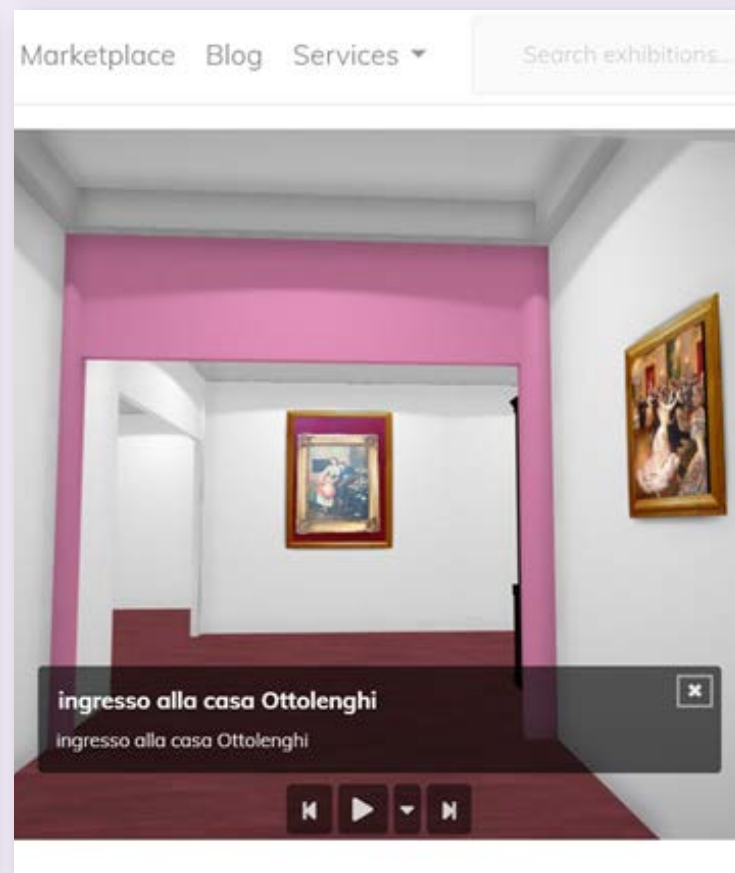 Marketplace Blog Services
Search exhibitions...
ingresso alla casa Ottolenghi
ingresso alla casa Ottolenghi